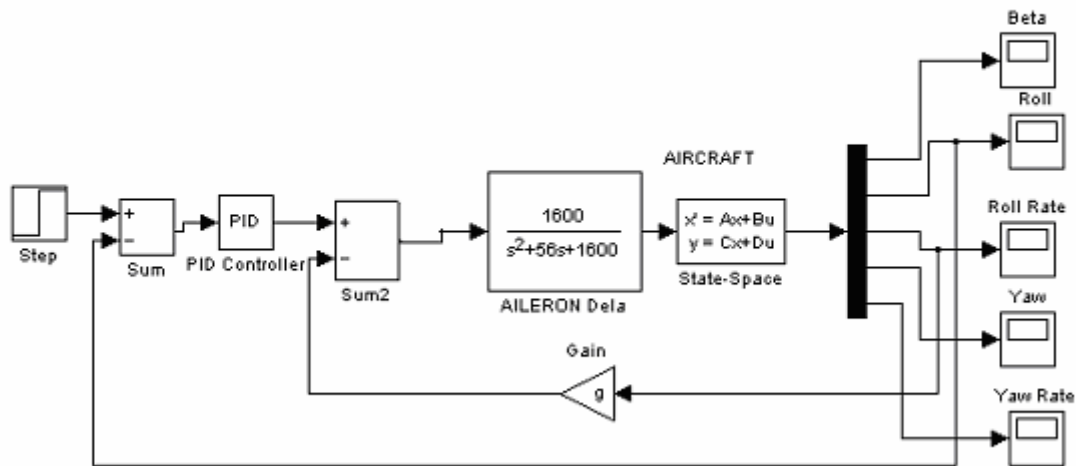 Beta
Roll
AIRCRAFT
1600
s²+56s+1600
x' = Ax+Bu
y = Cx+Du
+
−
PID
+
−
Roll Rate
Step
Sum
PID Controller
Sum2
AILERON Dela
State-Space
Yaw
Gain
g
Yaw Rate